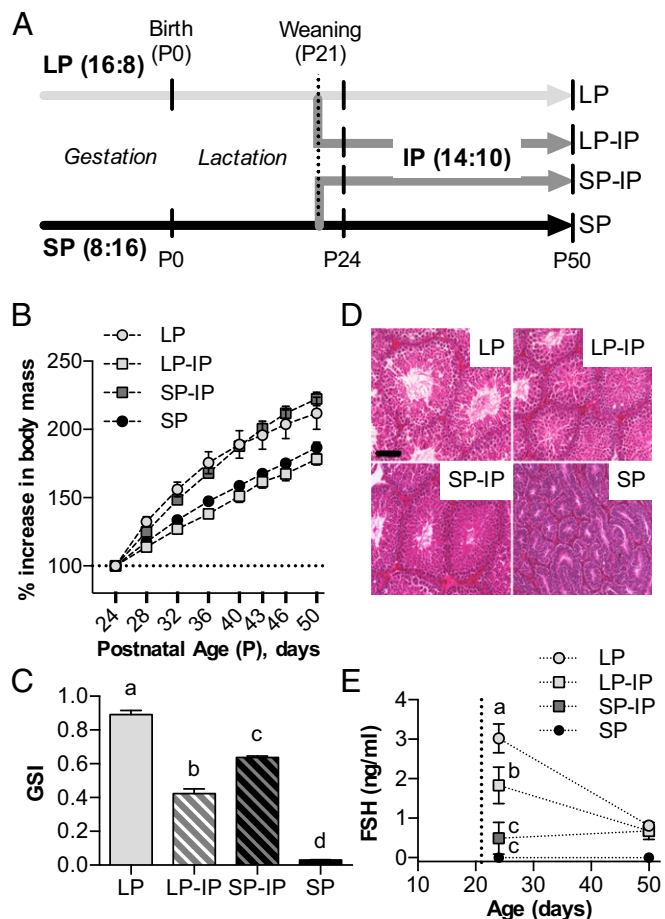 A
Birth
(P0)
Weaning
(P21)
LP (16:8)
LP
Gestation
Lactation
IP (14:10)
LP-IP
SP-IP
SP (8:16)
SP
P0
P24
P50
B
LP
LP-IP
SP-IP
SP
% increase in body mass
250
200
150
100
24
28
32
36
40
43
46
50
Postnatal Age (P), days
D
LP
LP-IP
SP-IP
SP
C
GSI
1.0
0.8
0.6
0.4
0.2
0.0
a
b
c
d
LP
LP-IP
SP-IP
SP
E
LP
LP-IP
SP-IP
SP
FSH (ng/ml)
4
3
2
1
0
a
b
c
c
10
20
30
40
50
Age (days)